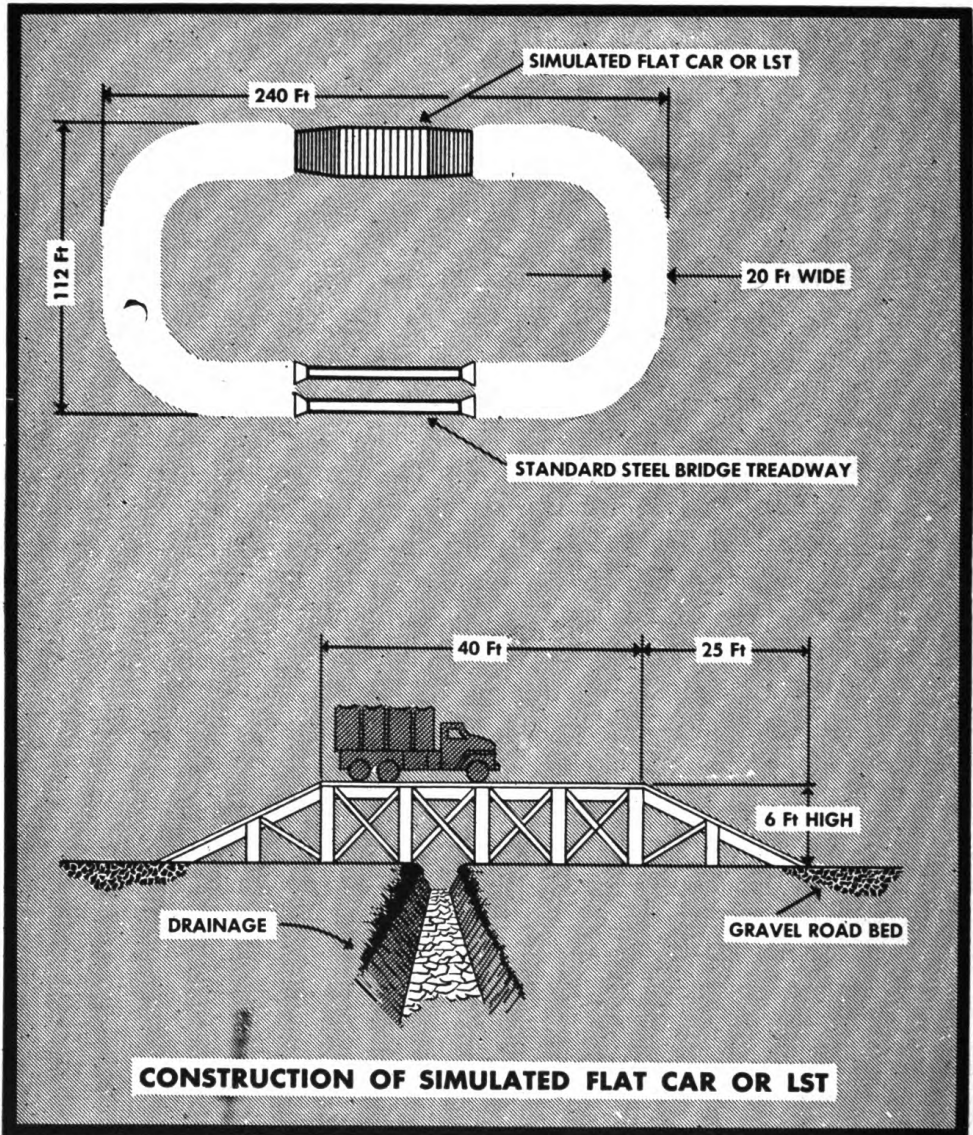 SIMULATED FLAT CAR OR LST
240 Ft
112 Ft
20 Ft WIDE
STANDARD STEEL BRIDGE TREADWAY
40 Ft
25 Ft
6 Ft HIGH
DRAINAGE
GRAVEL ROAD BED
CONSTRUCTION OF SIMULATED FLAT CAR OR LST